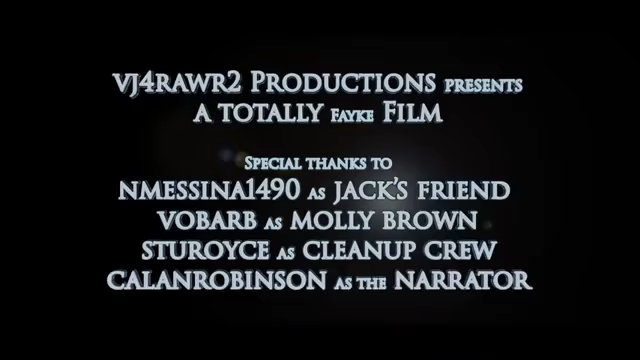 VJ4RAWR2 PRODUCTIONS PRESENTS
A TOTALLY FAYKE FILM
SPECIAL THANKS TO
NMESSINA1490 AS JACK'S FRIEND
VOBARB AS MOLLY BROWN
STUROYCE AS CLEANUP CREW
CALANROBINSON AS THE NARRATOR